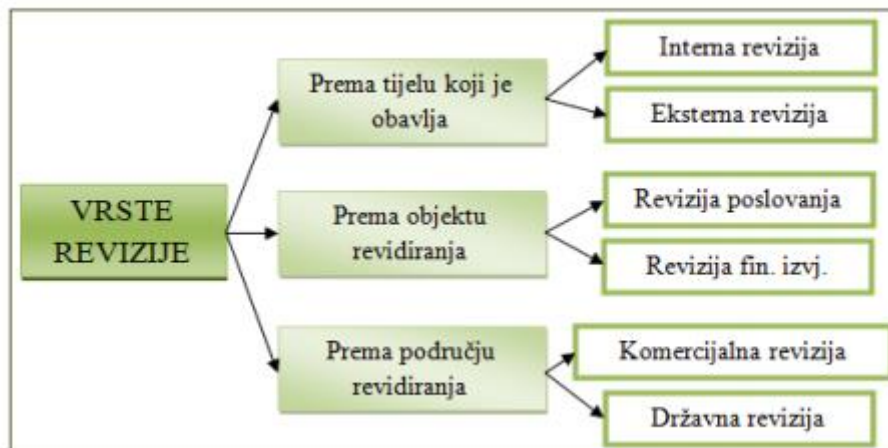 VRSTE
REVIZIJE
Prema tijelu koji je
obavlja
Interna revizija
Eksterna revizija
Prema objektu
revidiranja
Revizija poslovanja
Revizija fin. izvj.
Prema području
revidiranja
Komercijalna revizija
Državna revizija